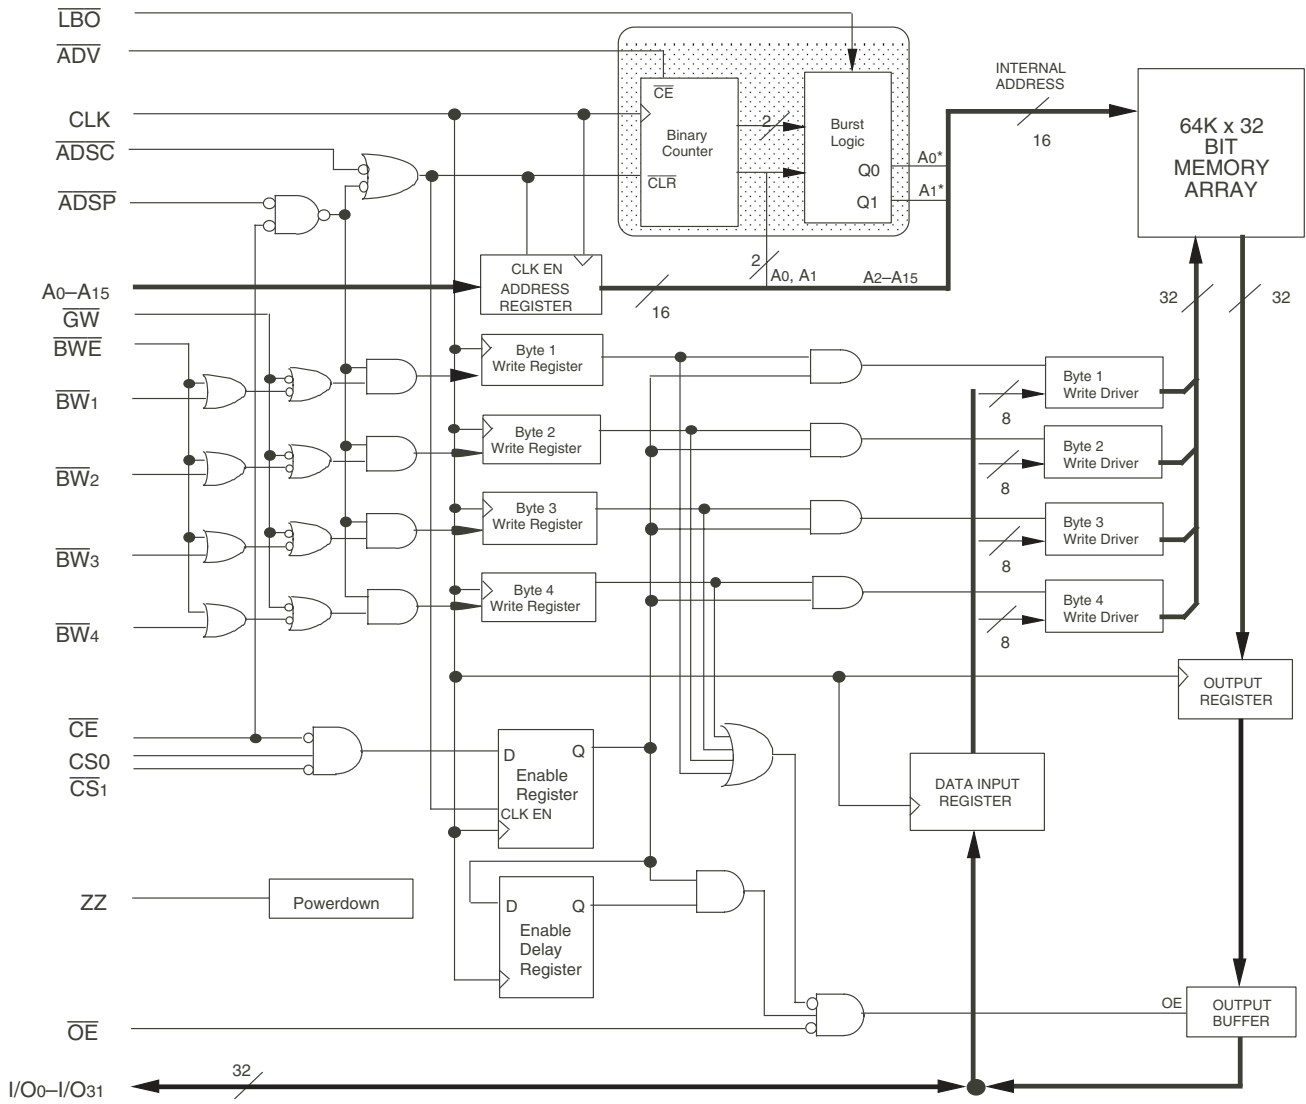 LBO
ADV
CLK
ADSC
ADSP
A0–A15
GW
BWE
BW1
BW2
BW3
BW4
CE
CS0
CS1
ZZ
OE
I/O0–I/O31
CE
Binary
Counter
CLR
2
Burst
Logic
Q0
Q1
A0*
A1*
2
A0, A1
A2–A15
INTERNAL
ADDRESS
16
64K x 32
BIT
MEMORY
ARRAY
CLK EN
ADDRESS
REGISTER
16
32
32
Byte 1
Write Register
Byte 2
Write Register
Byte 3
Write Register
Byte 4
Write Register
8
Byte 1
Write Driver
8
Byte 2
Write Driver
8
Byte 3
Write Driver
8
Byte 4
Write Driver
OUTPUT
REGISTER
D
Q
Enable
Register
CLK EN
DATA INPUT
REGISTER
Powerdown
D
Q
Enable
Delay
Register
OE
OUTPUT
BUFFER
32